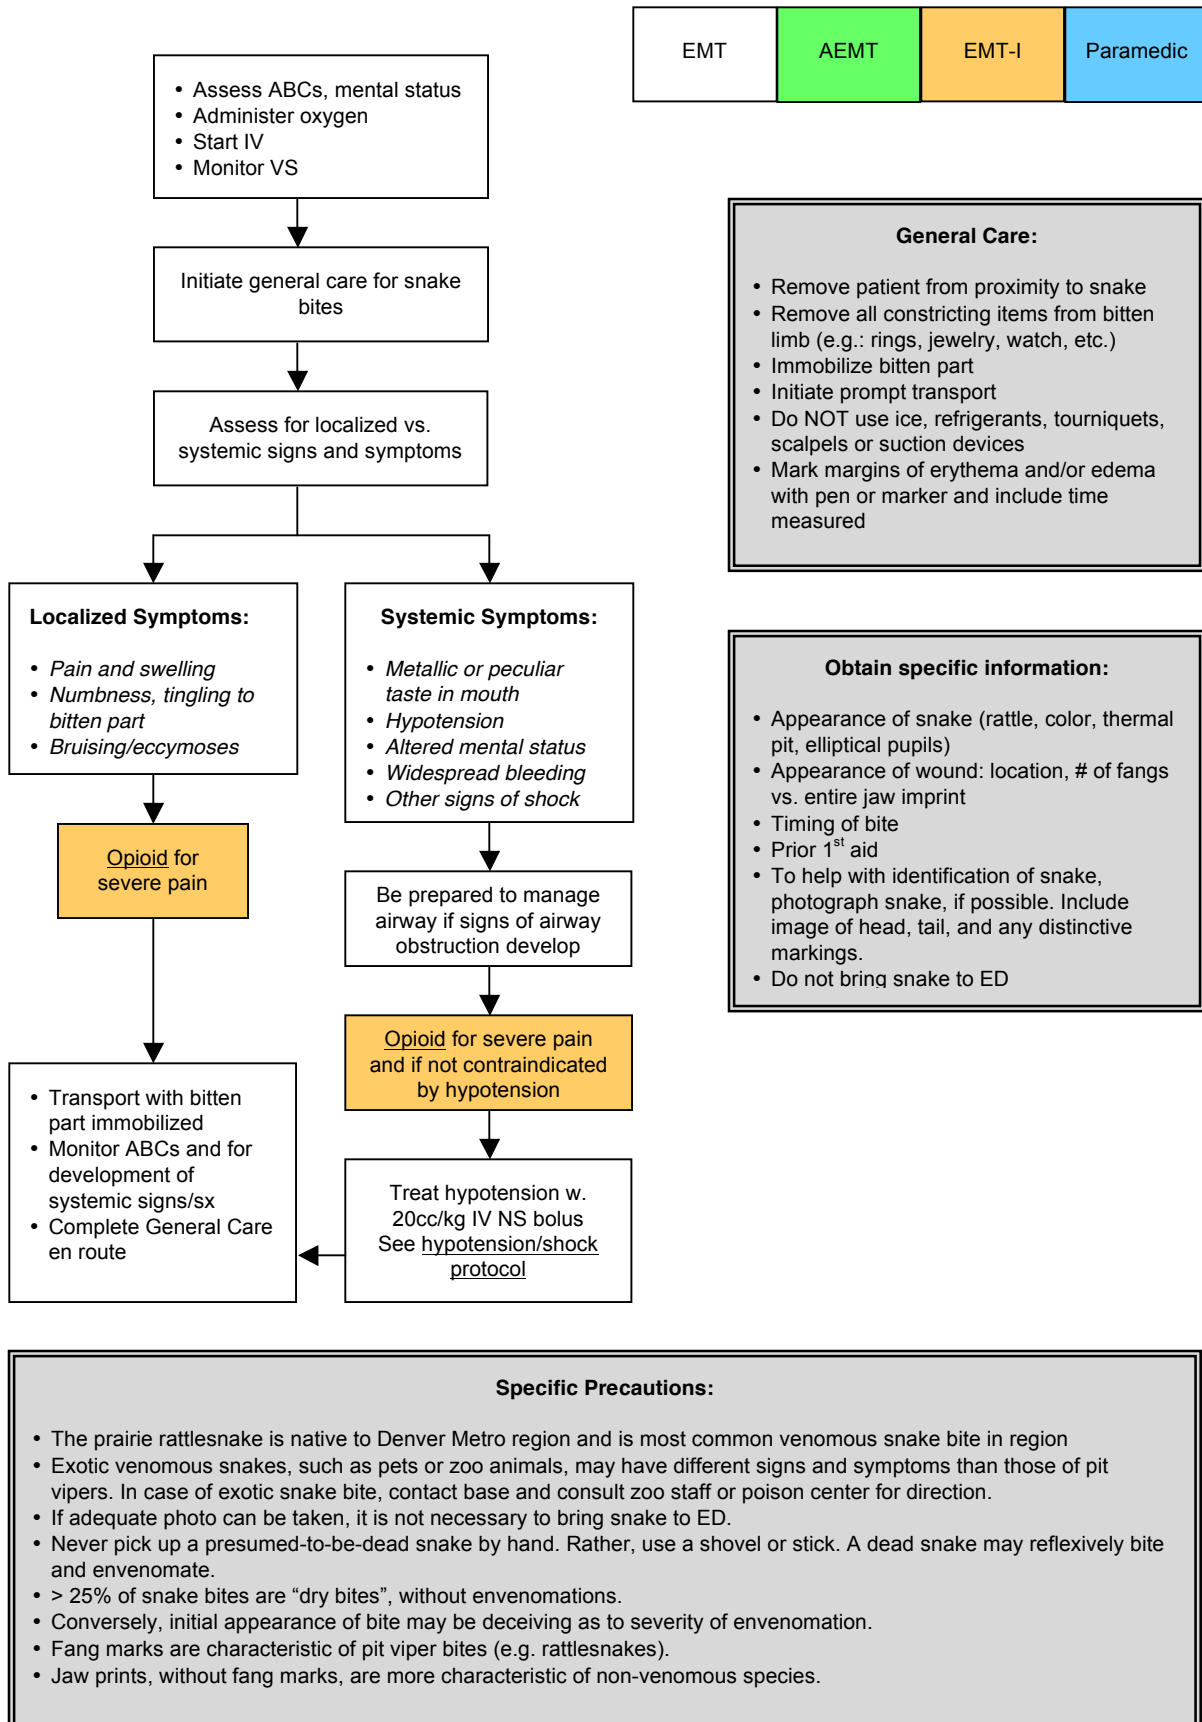 EMT
AEMT
EMT-I
Paramedic
• Assess ABCs, mental status
• Administer oxygen
• Start IV
• Monitor VS
Initiate general care for snake
bites
Assess for localized vs.
systemic signs and symptoms
Localized Symptoms:
• Pain and swelling
• Numbness, tingling to
bitten part
• Bruising/eccymoses
Opioid for
severe pain
• Transport with bitten
part immobilized
• Monitor ABCs and for
development of
systemic signs/sx
• Complete General Care
en route
Systemic Symptoms:
• Metallic or peculiar
taste in mouth
• Hypotension
• Altered mental status
• Widespread bleeding
• Other signs of shock
Be prepared to manage
airway if signs of airway
obstruction develop
Opioid for severe pain
and if not contraindicated
by hypotension
Treat hypotension w.
20cc/kg IV NS bolus
See hypotension/shock
protocol
General Care:
• Remove patient from proximity to snake
• Remove all constricting items from bitten
limb (e.g.: rings, jewelry, watch, etc.)
• Immobilize bitten part
• Initiate prompt transport
• Do NOT use ice, refrigerants, tourniquets,
scalpels or suction devices
• Mark margins of erythema and/or edema
with pen or marker and include time
measured
Obtain specific information:
• Appearance of snake (rattle, color, thermal
pit, elliptical pupils)
• Appearance of wound: location, # of fangs
vs. entire jaw imprint
• Timing of bite
• Prior 1st aid
• To help with identification of snake,
photograph snake, if possible. Include
image of head, tail, and any distinctive
markings.
• Do not bring snake to ED
Specific Precautions:
• The prairie rattlesnake is native to Denver Metro region and is most common venomous snake bite in region
• Exotic venomous snakes, such as pets or zoo animals, may have different signs and symptoms than those of pit
vipers. In case of exotic snake bite, contact base and consult zoo staff or poison center for direction.
• If adequate photo can be taken, it is not necessary to bring snake to ED.
• Never pick up a presumed-to-be-dead snake by hand. Rather, use a shovel or stick. A dead snake may reflexively bite
and envenomate.
• > 25% of snake bites are “dry bites”, without envenomations.
• Conversely, initial appearance of bite may be deceiving as to severity of envenomation.
• Fang marks are characteristic of pit viper bites (e.g. rattlesnakes).
• Jaw prints, without fang marks, are more characteristic of non-venomous species.